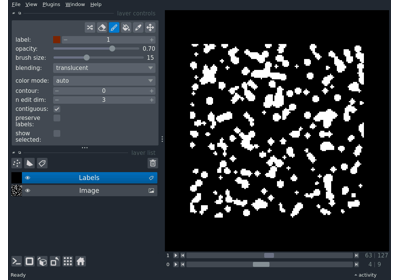 File View Plugins Window Help
layer controls
label: 1
opacity: 0.70
brush size: 15
blending: translucent
color mode: auto
contour: 0
n edit dim: 3
contiguous:
preserve
labels:
show
selected:
layer list
Labels
Image
1 63 127
0 4 9
Ready
activity